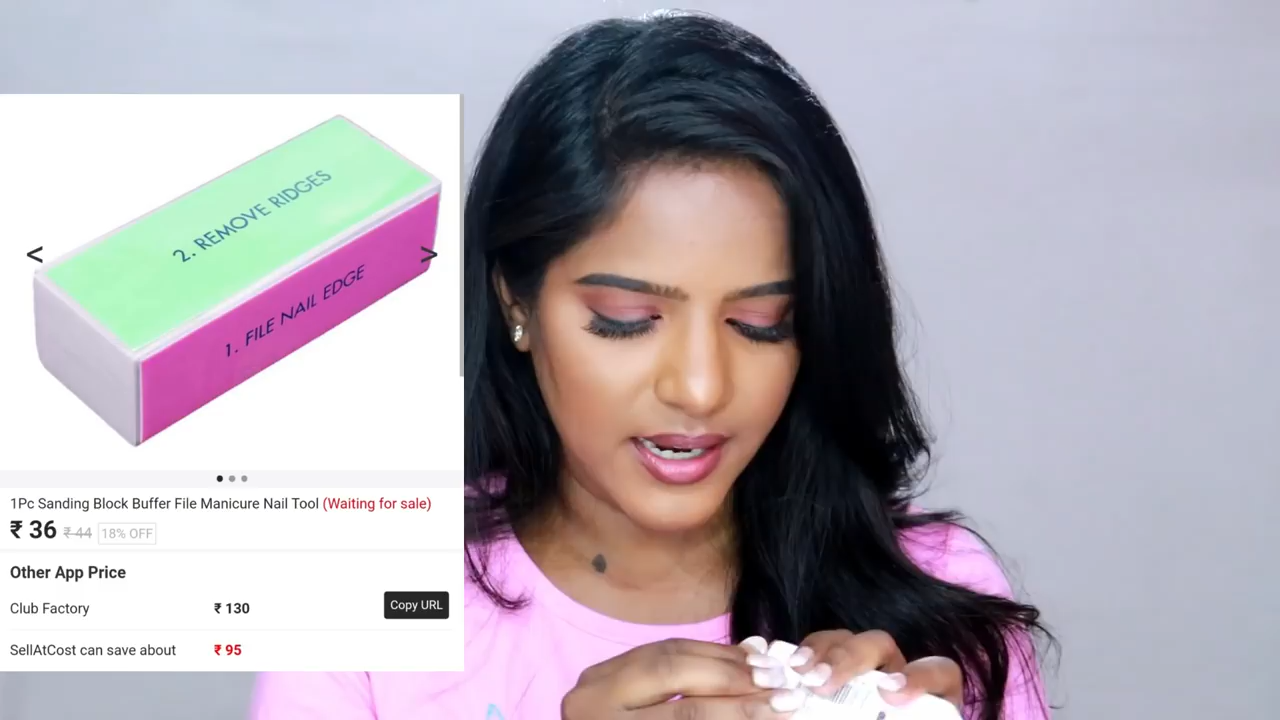 2. REMOVE RIDGES
1. FILE NAIL EDGE
<
>
1Pc Sanding Block Buffer File Manicure Nail Tool (Waiting for sale)
₹ 36 ₹ 44 18% OFF
Other App Price
Club Factory ₹ 130 Copy URL
SellAtCost can save about ₹ 95